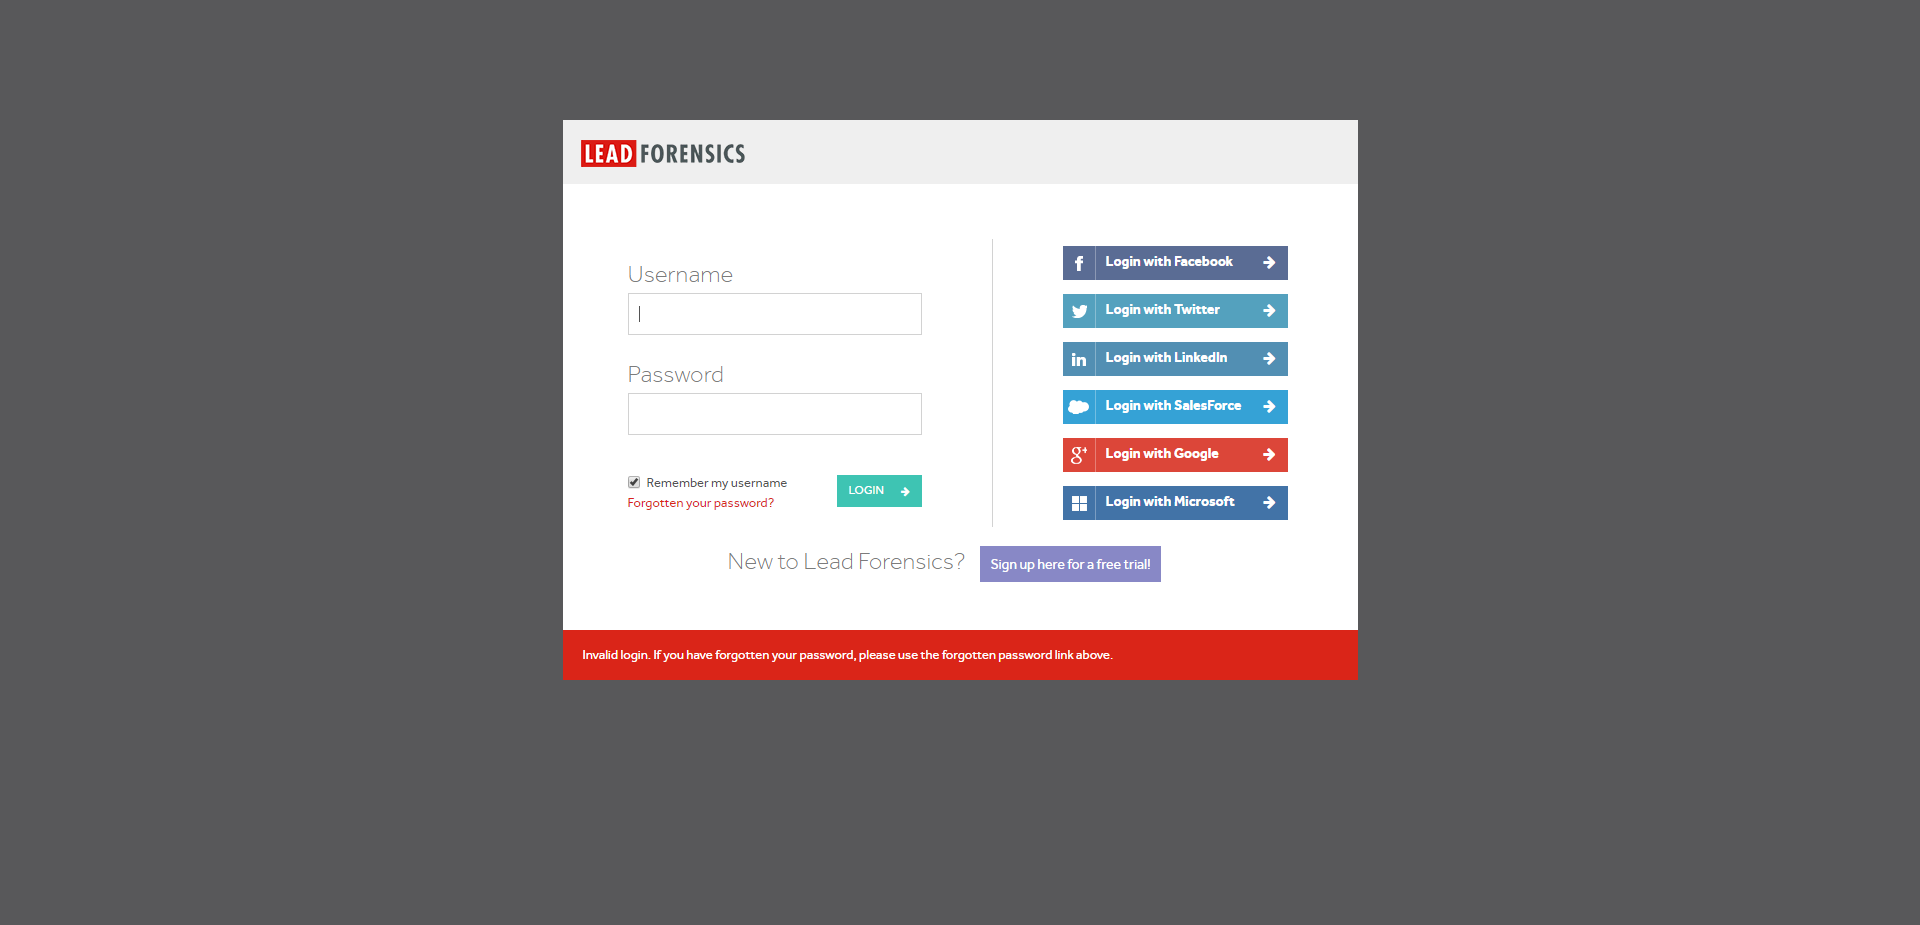 LEAD FORENSICS
Username
Password
Remember my username
Forgotten your password?
LOGIN
Login with Facebook
Login with Twitter
Login with LinkedIn
Login with SalesForce
Login with Google
Login with Microsoft
New to Lead Forensics? Sign up here for a free trial!
Invalid login. If you have forgotten your password, please use the forgotten password link above.